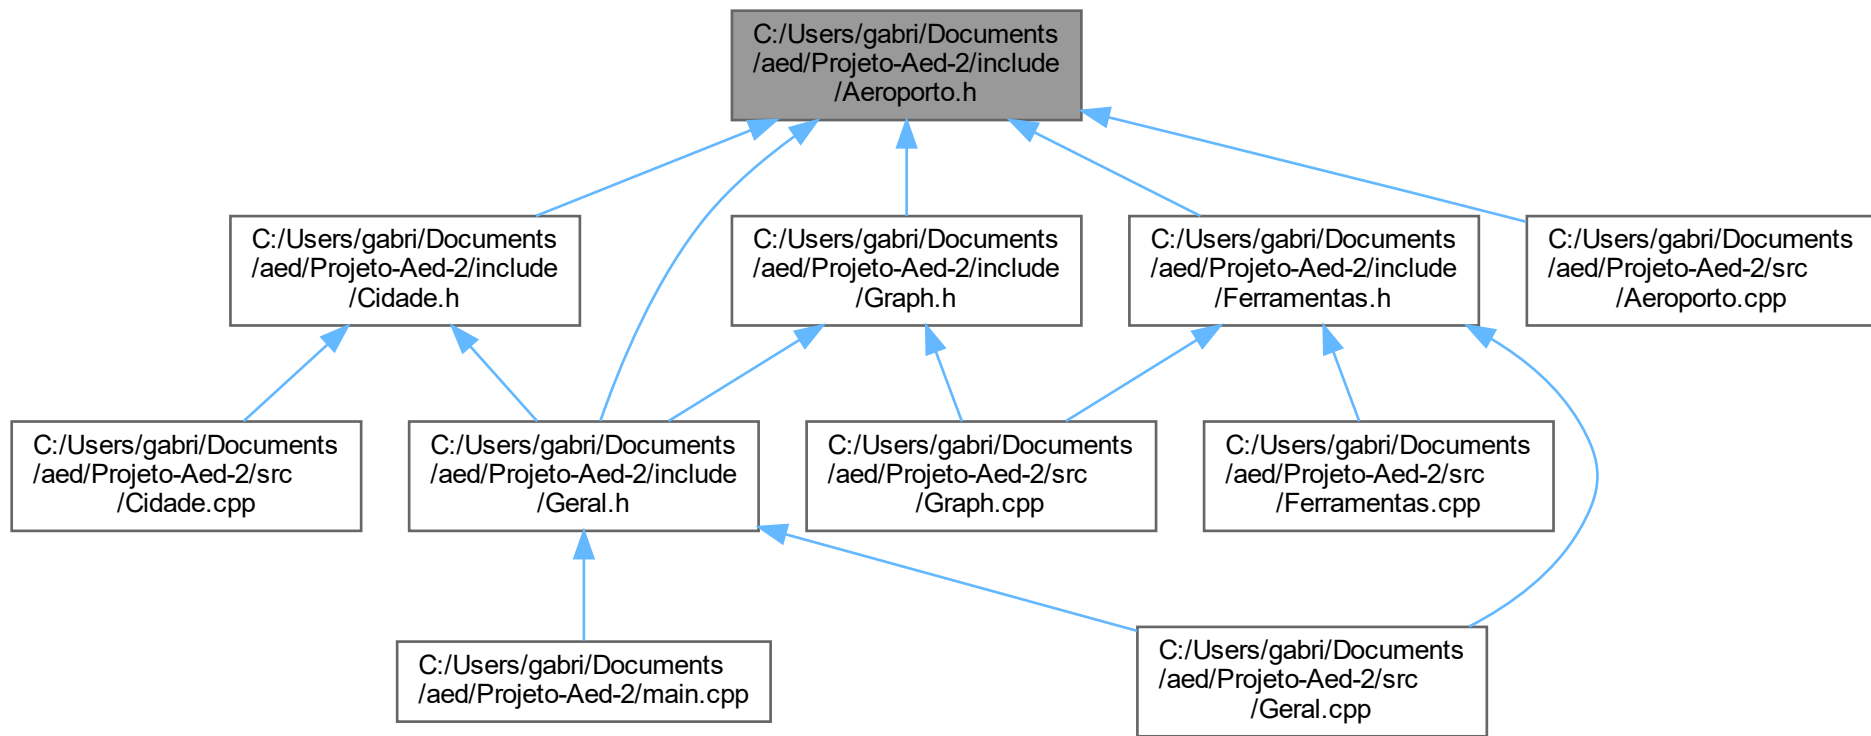 C:/Users/gabri/Documents
/aed/Projeto-Aed-2/include
/Aeroporto.h
C:/Users/gabri/Documents
/aed/Projeto-Aed-2/include
/Cidade.h
C:/Users/gabri/Documents
/aed/Projeto-Aed-2/include
/Graph.h
C:/Users/gabri/Documents
/aed/Projeto-Aed-2/include
/Ferramentas.h
C:/Users/gabri/Documents
/aed/Projeto-Aed-2/src
/Aeroporto.cpp
C:/Users/gabri/Documents
/aed/Projeto-Aed-2/src
/Cidade.cpp
C:/Users/gabri/Documents
/aed/Projeto-Aed-2/include
/Geral.h
C:/Users/gabri/Documents
/aed/Projeto-Aed-2/src
/Graph.cpp
C:/Users/gabri/Documents
/aed/Projeto-Aed-2/src
/Ferramentas.cpp
C:/Users/gabri/Documents
/aed/Projeto-Aed-2/main.cpp
C:/Users/gabri/Documents
/aed/Projeto-Aed-2/src
/Geral.cpp